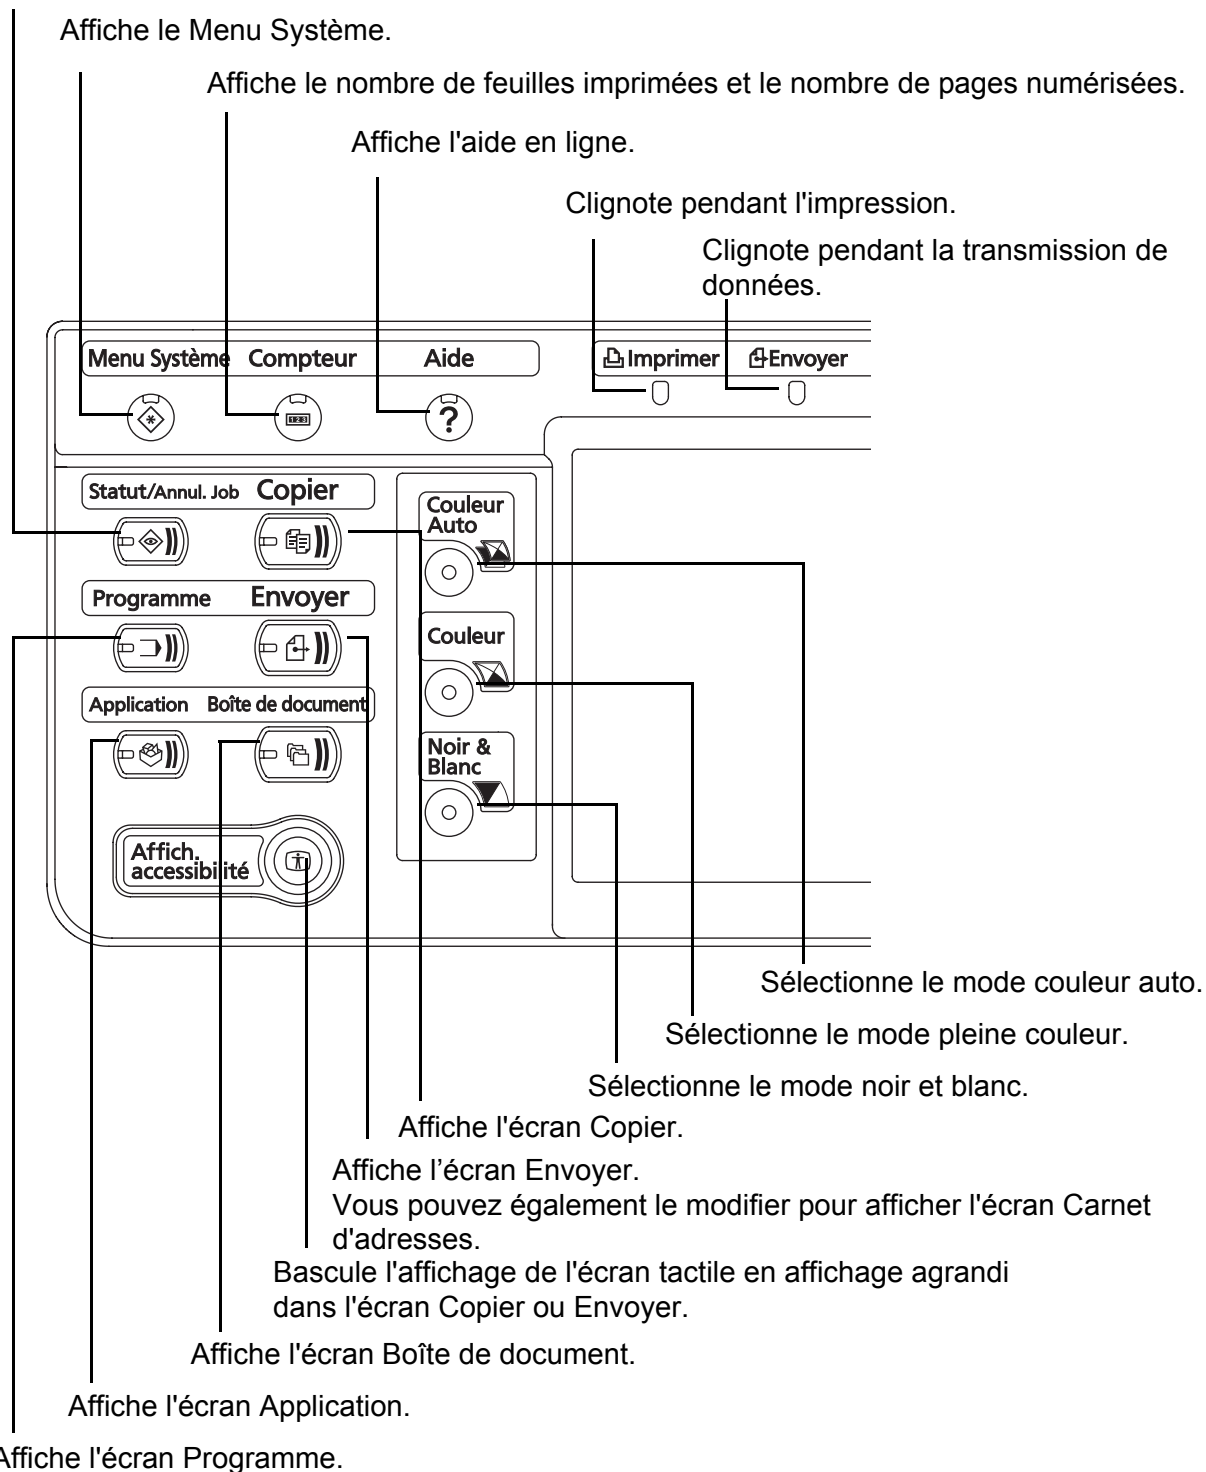 Affiche le Menu Système.
Affiche le nombre de feuilles imprimées et le nombre de pages numérisées.
Affiche l'aide en ligne.
Clignote pendant l'impression.
Clignote pendant la transmission de
données.
Menu Système Compteur Aide
Imprimer Envoyer
123
?
Statut/Annul. Job Copier
Couleur
Auto
Programme Envoyer
Couleur
Application Boîte de document
Noir &
Blanc
Affich.
accessibilité
Sélectionne le mode couleur auto.
Sélectionne le mode pleine couleur.
Sélectionne le mode noir et blanc.
Affiche l'écran Copier.
Affiche l’écran Envoyer.
Vous pouvez également le modifier pour afficher l'écran Carnet
d'adresses.
Bascule l'affichage de l'écran tactile en affichage agrandi
dans l'écran Copier ou Envoyer.
Affiche l'écran Boîte de document.
Affiche l'écran Application.
Affiche l'écran Programme.